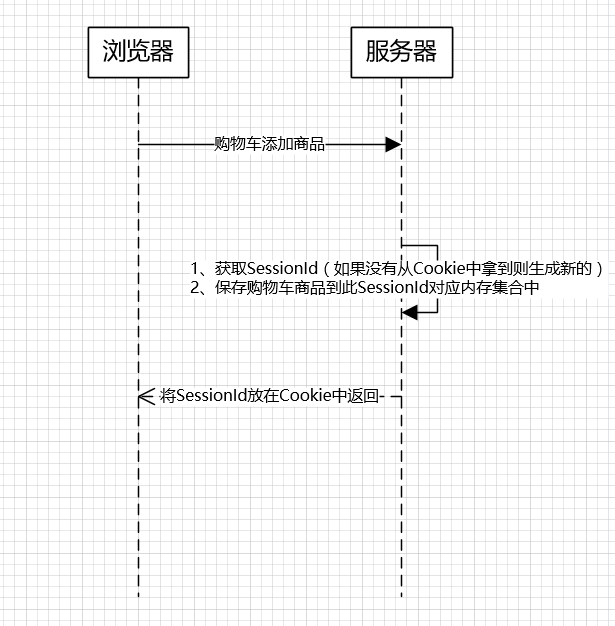 浏览器
服务器
购物车添加商品
1、获取SessionId（如果没有从Cookie中拿到则生成新的）
2、保存购物车商品到此SessionId对应内存集合中
将SessionId放在Cookie中返回